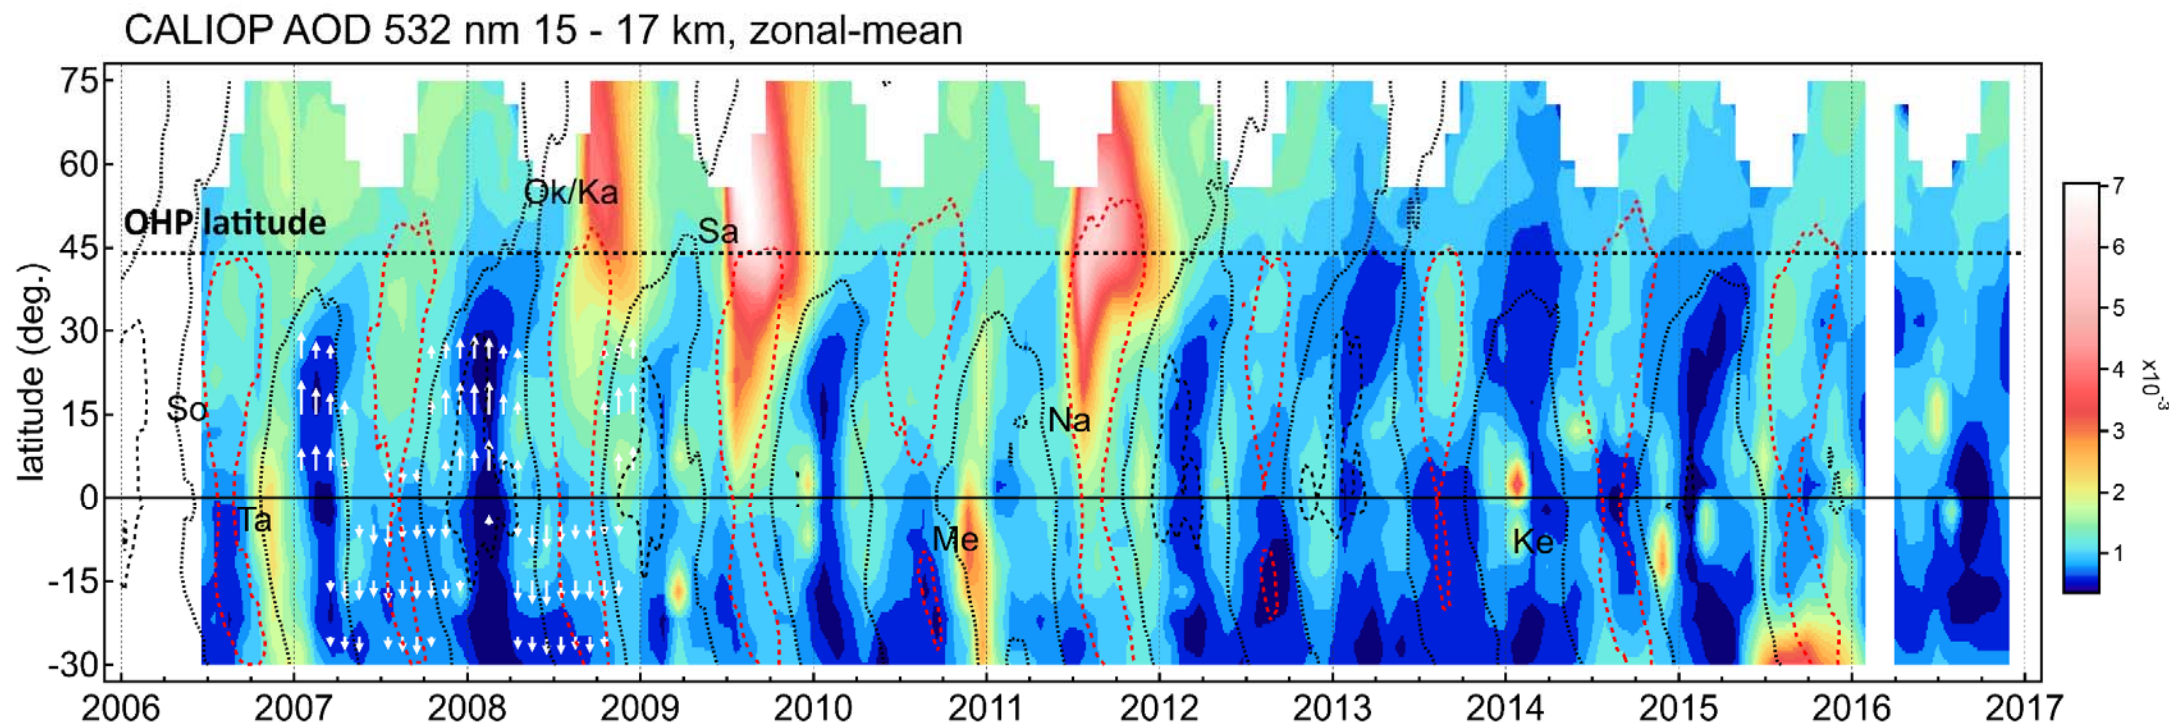 CALIOP AOD 532 nm 15 - 17 km, zonal-mean
75
60
45
30
15
0
-15
-30
latitude (deg.)
OHP latitude
Ok/Ka
Sa
So
Na
Ta
Me
Ke
7
6
5
4
3
2
1
x10-3
2006 2007 2008 2009 2010 2011 2012 2013 2014 2015 2016 2017